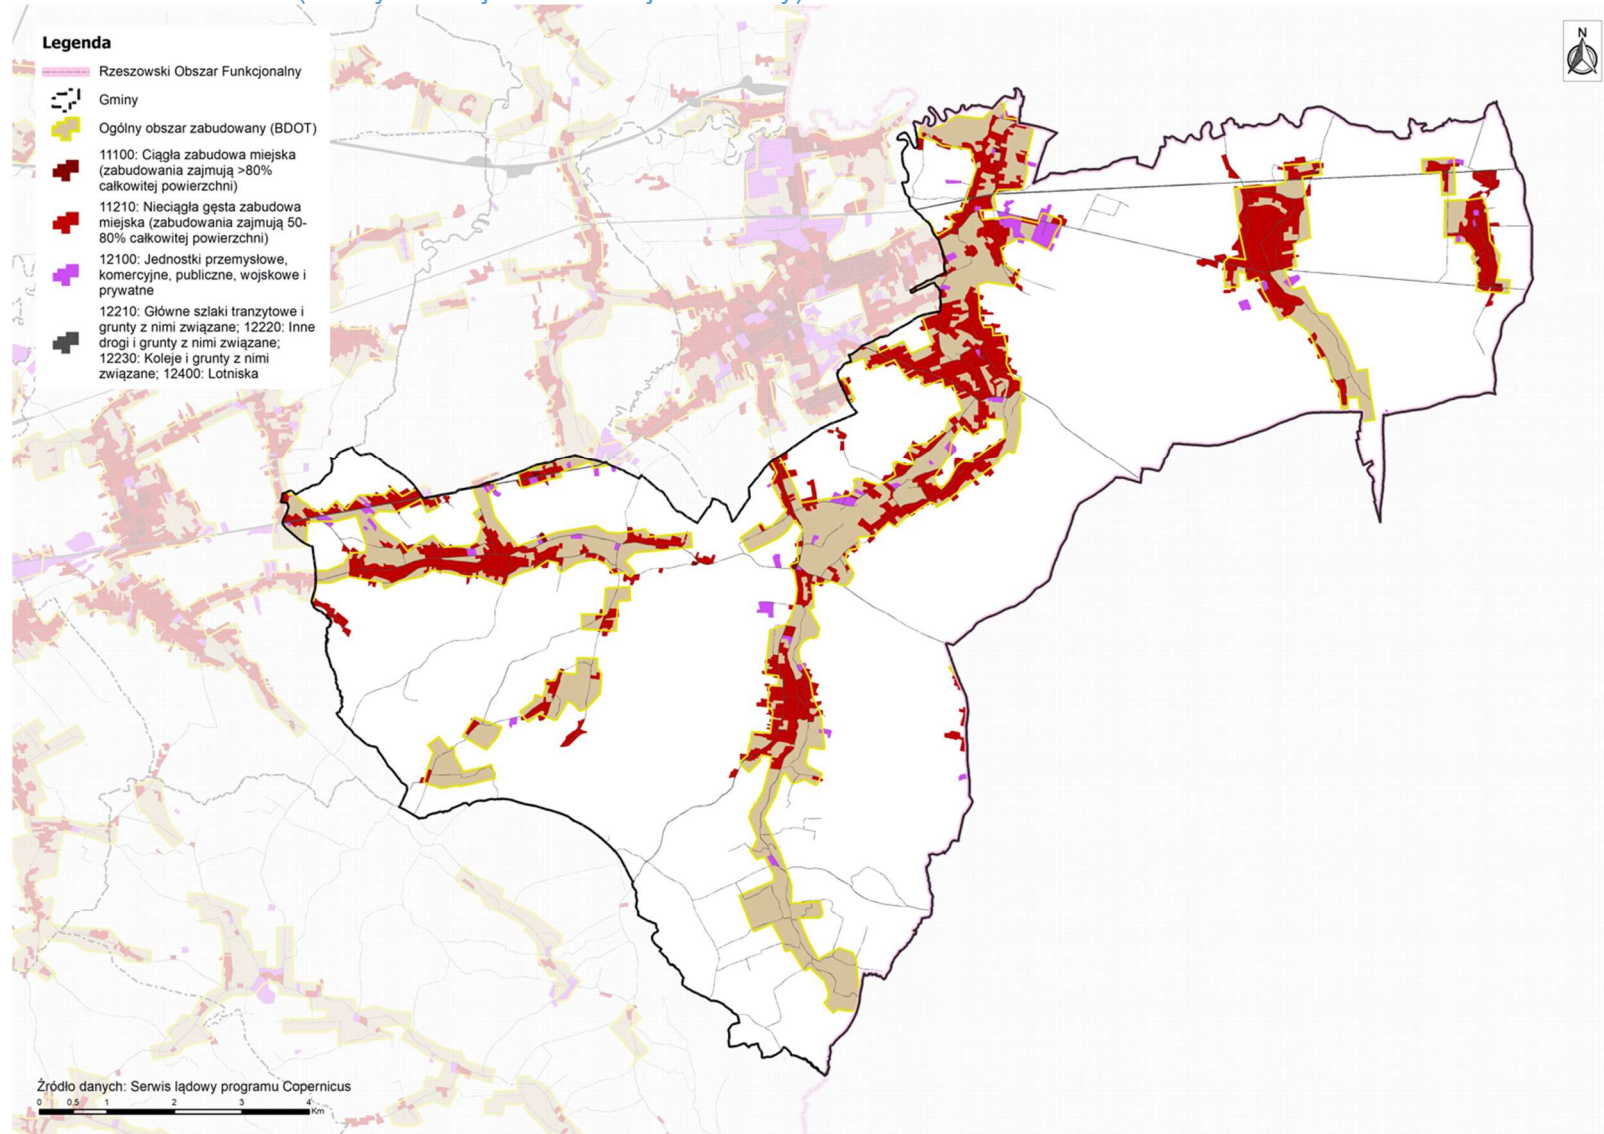 Legenda
Rzeszowski Obszar Funkcjonalny
Gminy
Ogólny obszar zabudowany (BDOT)
11100: Ciągła zabudowa miejska
(zabudowania zajmują >80%
całkowitej powierzchni)
11210: Nieciągła gęsta zabudowa
miejska (zabudowania zajmują 50-
80% całkowitej powierzchni)
12100: Jednostki przemysłowe,
komercyjne, publiczne, wojskowe i
prywatne
12210: Główne szlaki tranzytowe i
grunty z nimi związane; 12220: Inne
drogi i grunty z nimi związane;
12230: Koleje i grunty z nimi
związane; 12400: Lotniska
N
Źródło danych: Serwis lądowy programu Copernicus
0 0.5 1 2 3 4
Km